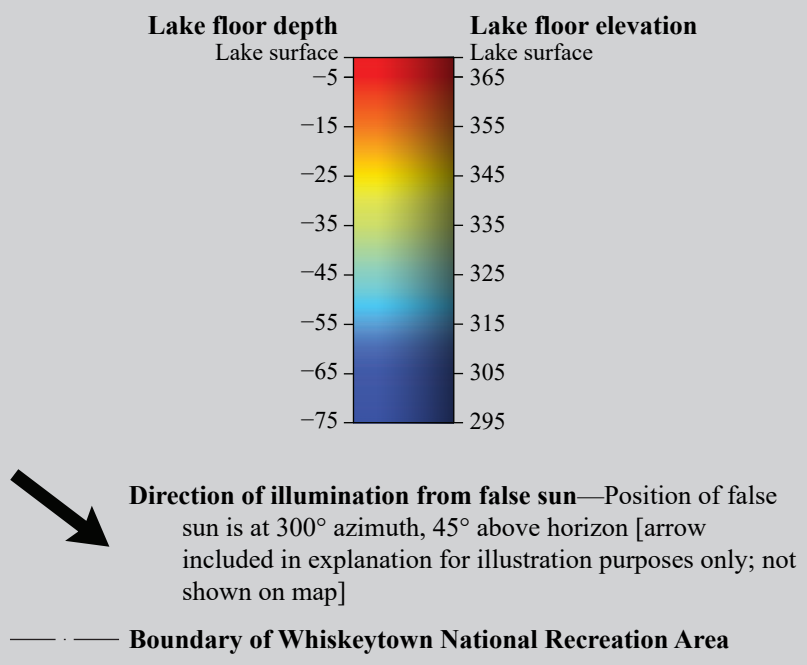 Lake floor depth
Lake floor elevation
Lake surface
Lake surface
−5
365
−15
355
−25
345
−35
335
−45
325
−55
315
−65
305
−75
295
Direction of illumination from false sun—Position of false
sun is at 300° azimuth, 45° above horizon [arrow
included in explanation for illustration purposes only; not
shown on map]
Boundary of Whiskeytown National Recreation Area